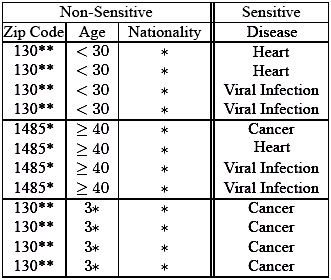 Non-Sensitive Sensitive
Zip Code Age Nationality Disease
130** < 30 * Heart
130** < 30 * Heart
130** < 30 * Viral Infection
130** < 30 * Viral Infection
1485* ≥ 40 * Cancer
1485* ≥ 40 * Heart
1485* ≥ 40 * Viral Infection
1485* ≥ 40 * Viral Infection
130** 3* * Cancer
130** 3* * Cancer
130** 3* * Cancer
130** 3* * Cancer